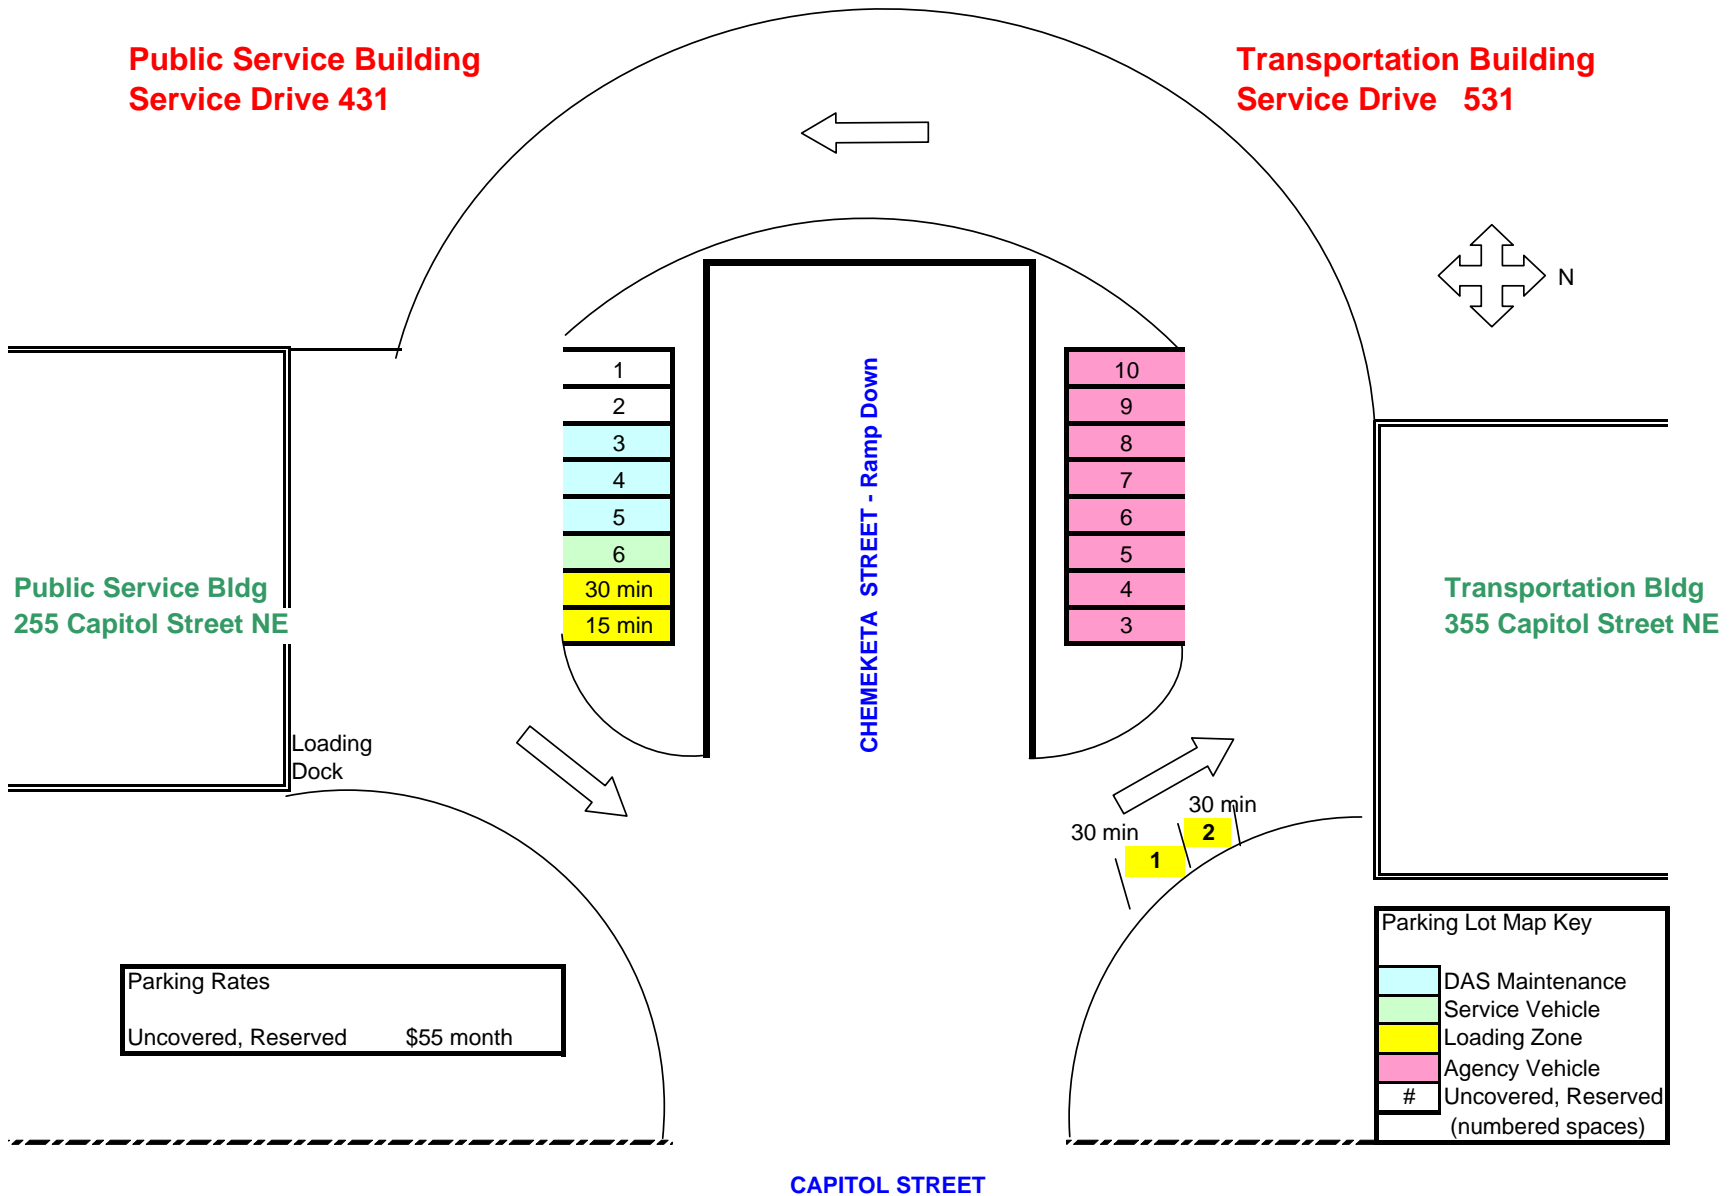 Public Service Building
Service Drive 431
Transportation Building
Service Drive 531
N
1
2
3
4
5
6
30 min
15 min
CHEMEKETA STREET - Ramp Down
10
9
8
7
6
5
4
3
Public Service Bldg
255 Capitol Street NE
Transportation Bldg
355 Capitol Street NE
Loading
Dock
30 min
2
30 min
1
Parking Rates
Uncovered, Reserved $55 month
Parking Lot Map Key
DAS Maintenance
Service Vehicle
Loading Zone
Agency Vehicle
# Uncovered, Reserved
(numbered spaces)
CAPITOL STREET